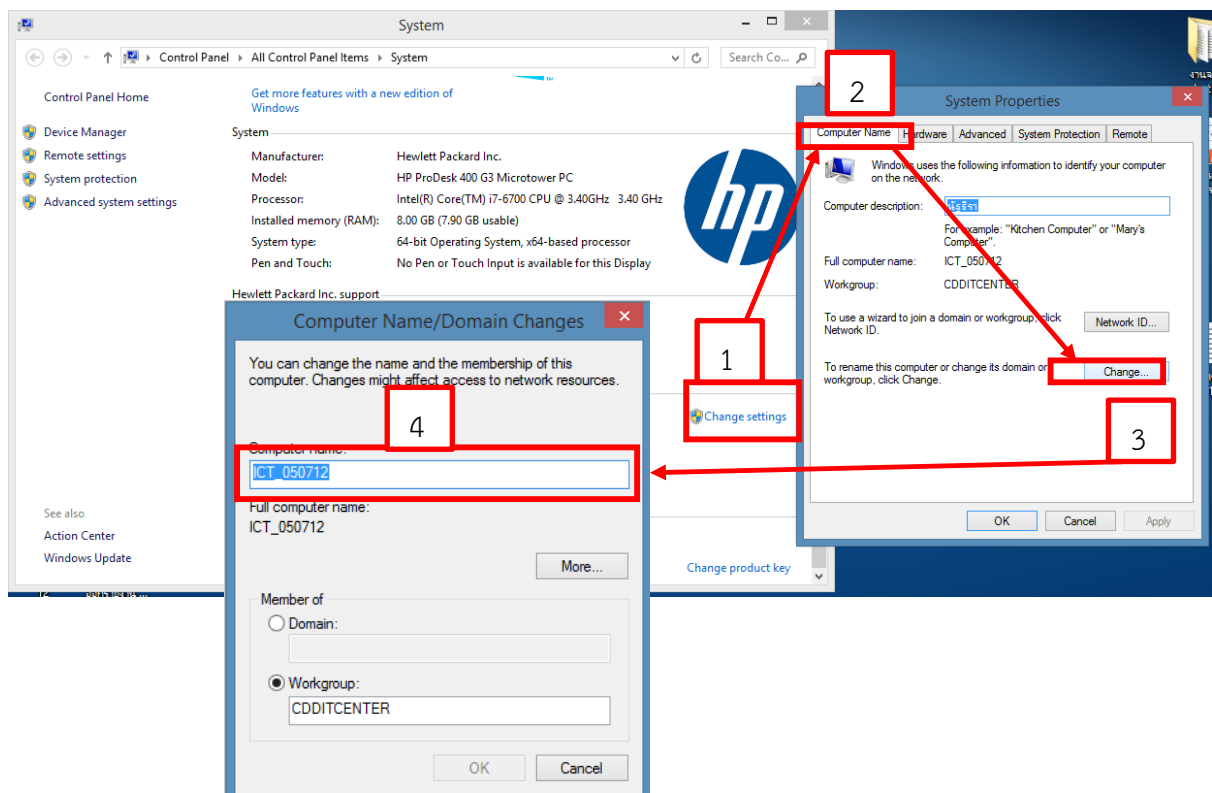 System
Control Panel ▸ All Control Panel Items ▸ System
Search Co...
Control Panel Home
Device Manager
Remote settings
System protection
Advanced system settings
See also
Action Center
Windows Update
Get more features with a new edition of
Windows
System
Manufacturer: Hewlett Packard Inc.
Model: HP ProDesk 400 G3 Microtower PC
Processor: Intel(R) Core(TM) i7-6700 CPU @ 3.40GHz 3.40 GHz
Installed memory (RAM): 8.00 GB (7.90 GB usable)
System type: 64-bit Operating System, x64-based processor
Pen and Touch: No Pen or Touch Input is available for this Display
hp
Hewlett Packard Inc. support
1
Change settings
Change product key
2
System Properties
Computer Name Hardware Advanced System Protection Remote
Windows uses the following information to identify your computer
on the network.
Computer description:
For example: "Kitchen Computer" or "Mary's
Computer".
Full computer name: ICT_050712
Workgroup: CDDITCENTER
To use a wizard to join a domain or workgroup, click
Network ID.
Network ID...
To rename this computer or change its domain or
workgroup, click Change.
Change...
3
OK Cancel Apply
Computer Name/Domain Changes
You can change the name and the membership of this
computer. Changes might affect access to network resources.
4
Computer name:
ICT_050712
Full computer name:
ICT_050712
More...
Member of
Domain:
Workgroup:
CDDITCENTER
OK Cancel